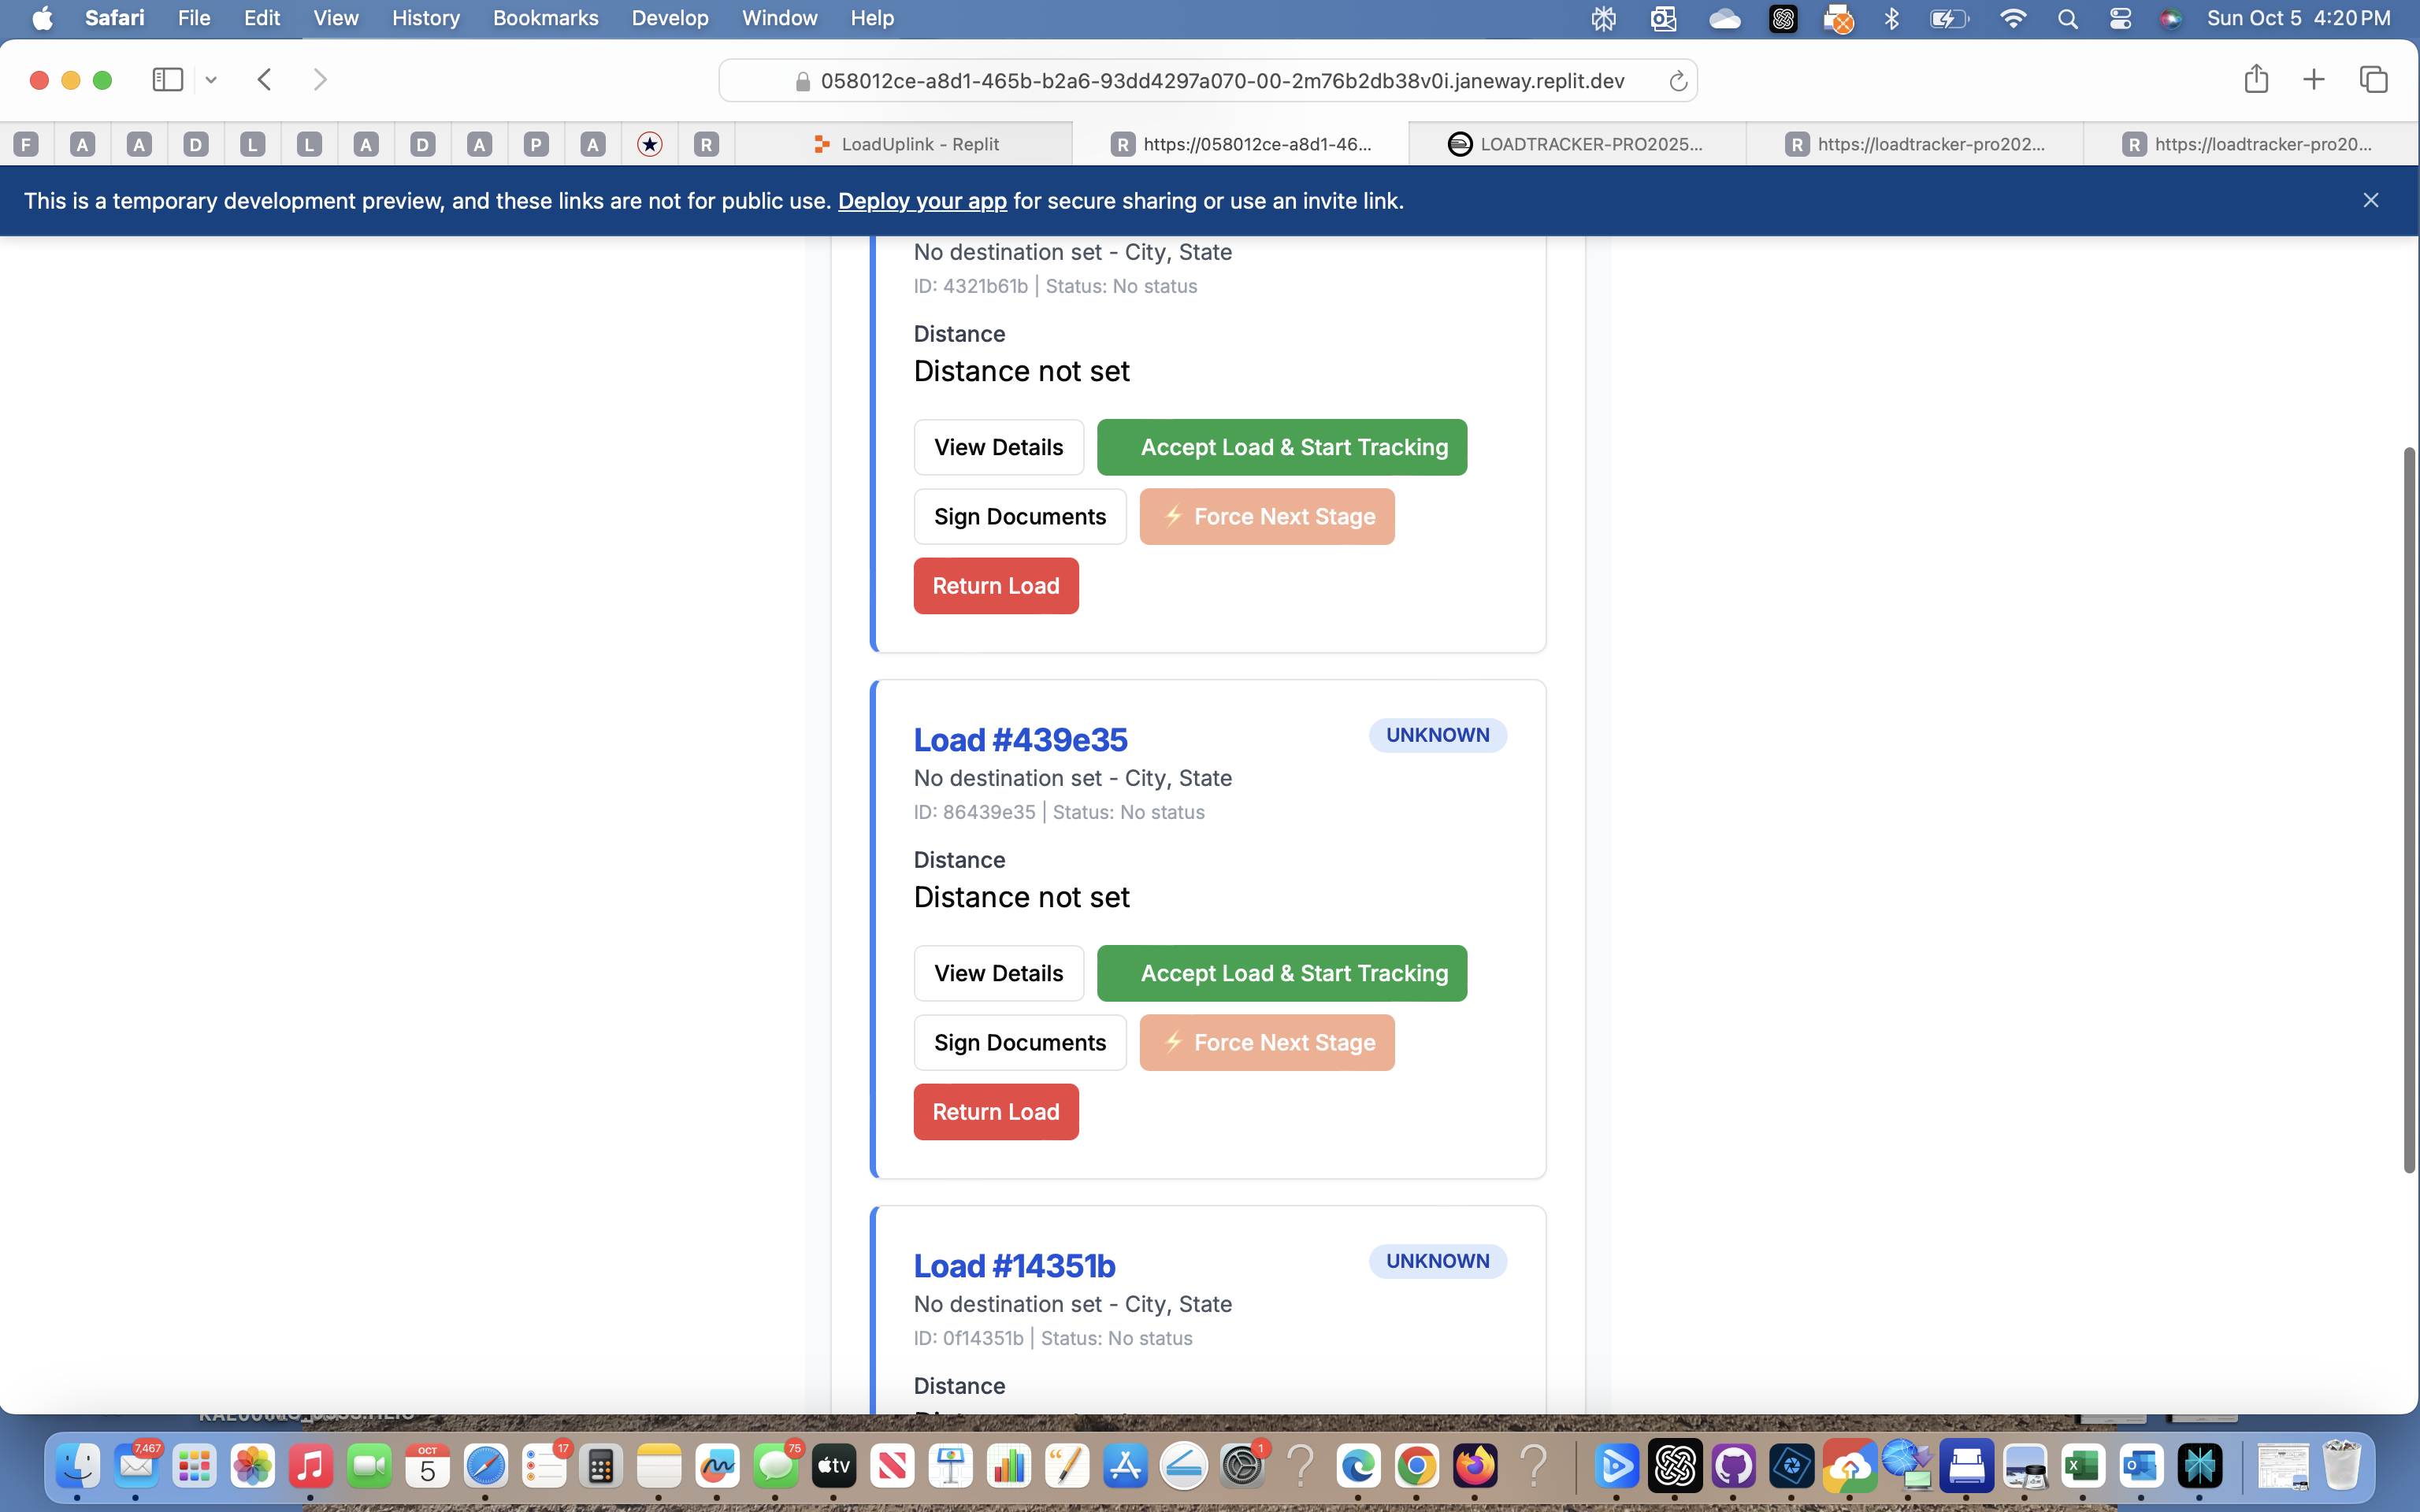 Safari File Edit View History Bookmarks Develop Window Help Sun Oct 5 4:20 PM
058012ce-a8d1-465b-b2a6-93dd4297a070-00-2m76b2db38v0i.janeway.replit.dev
F A A D L L A D A P A R LoadUplink - Replit R https://058012ce-a8d1-46... LOADTRACKER-PRO2025... R https://loadtracker-pro202... R https://loadtracker-pro20...
This is a temporary development preview, and these links are not for public use. Deploy your app for secure sharing or use an invite link.
No destination set - City, State
ID: 4321b61b | Status: No status
Distance
Distance not set
View Details Accept Load & Start Tracking
Sign Documents ⚡ Force Next Stage
Return Load
Load #439e35 UNKNOWN
No destination set - City, State
ID: 86439e35 | Status: No status
Distance
Distance not set
View Details Accept Load & Start Tracking
Sign Documents ⚡ Force Next Stage
Return Load
Load #14351b UNKNOWN
No destination set - City, State
ID: 0f14351b | Status: No status
Distance
7,467 OCT 5 17 75 tv 1